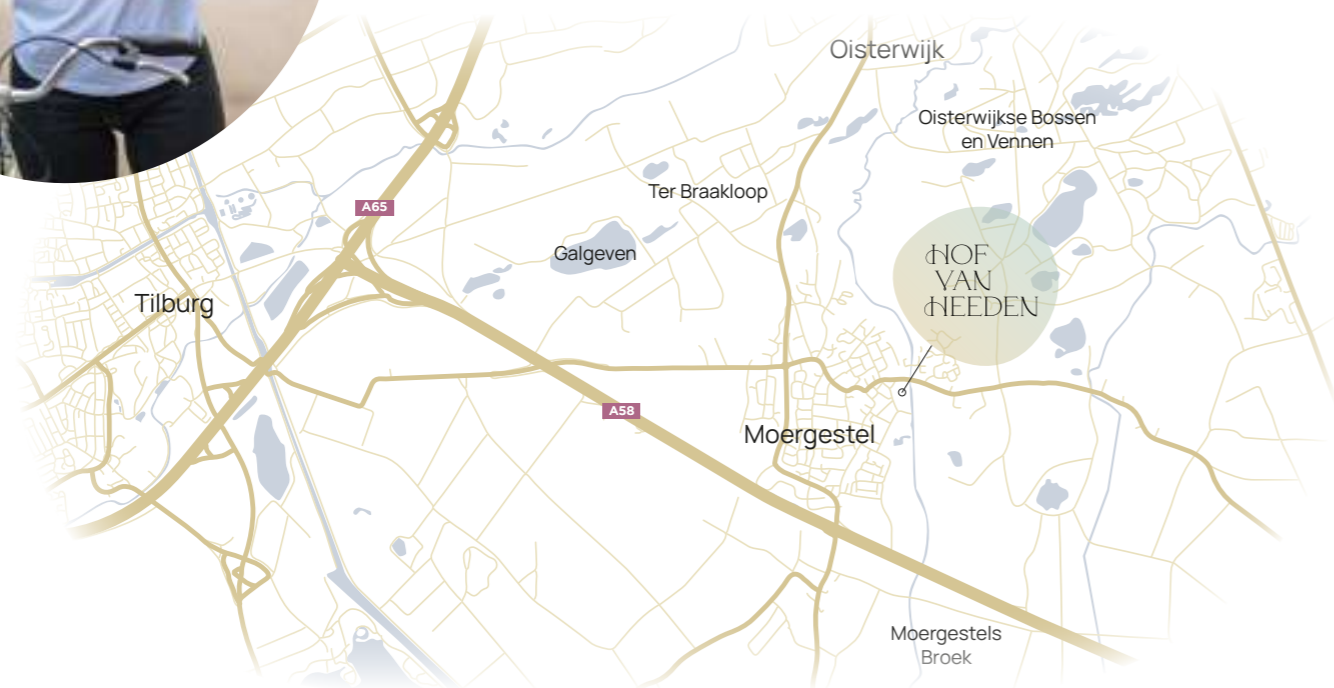 Oisterwijk
Oisterwijkse Bossen
en Vennen
Ter Braakloop
A65
Galgeven
HOF
VAN
HEEDEN
Tilburg
A58
Moergestel
Moergestels
Broek